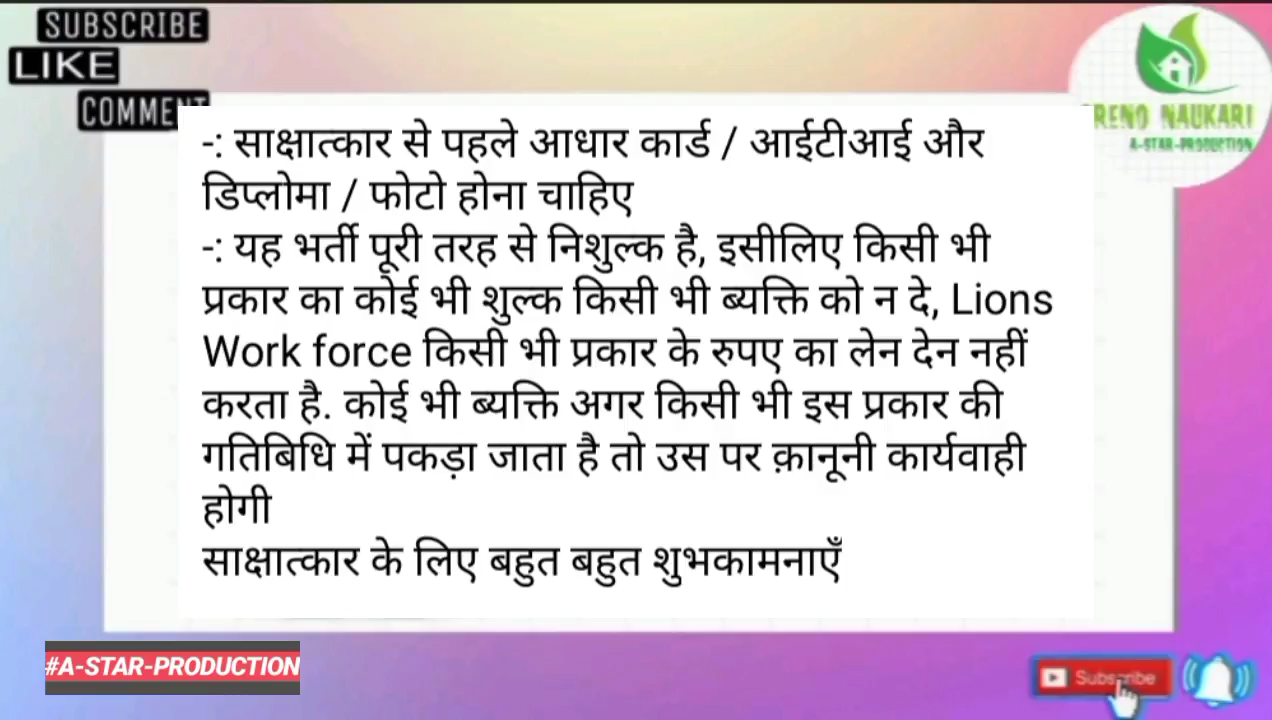 SUBSCRIBE
LIKE
COMMENT
RENO NAUKARI
A-STAR-PRODUCTION
-: साक्षात्कार से पहले आधार कार्ड / आईटीआई और
डिप्लोमा / फोटो होना चाहिए
-: यह भर्ती पूरी तरह से निशुल्क है, इसीलिए किसी भी
प्रकार का कोई भी शुल्क किसी भी ब्यक्ति को न दे, Lions
Work force किसी भी प्रकार के रुपए का लेन देन नहीं
करता है. कोई भी ब्यक्ति अगर किसी भी इस प्रकार की
गतिबिधि में पकड़ा जाता है तो उस पर क़ानूनी कार्यवाही
होगी
साक्षात्कार के लिए बहुत बहुत शुभकामनाएँ
#A-STAR-PRODUCTION
Subscribe